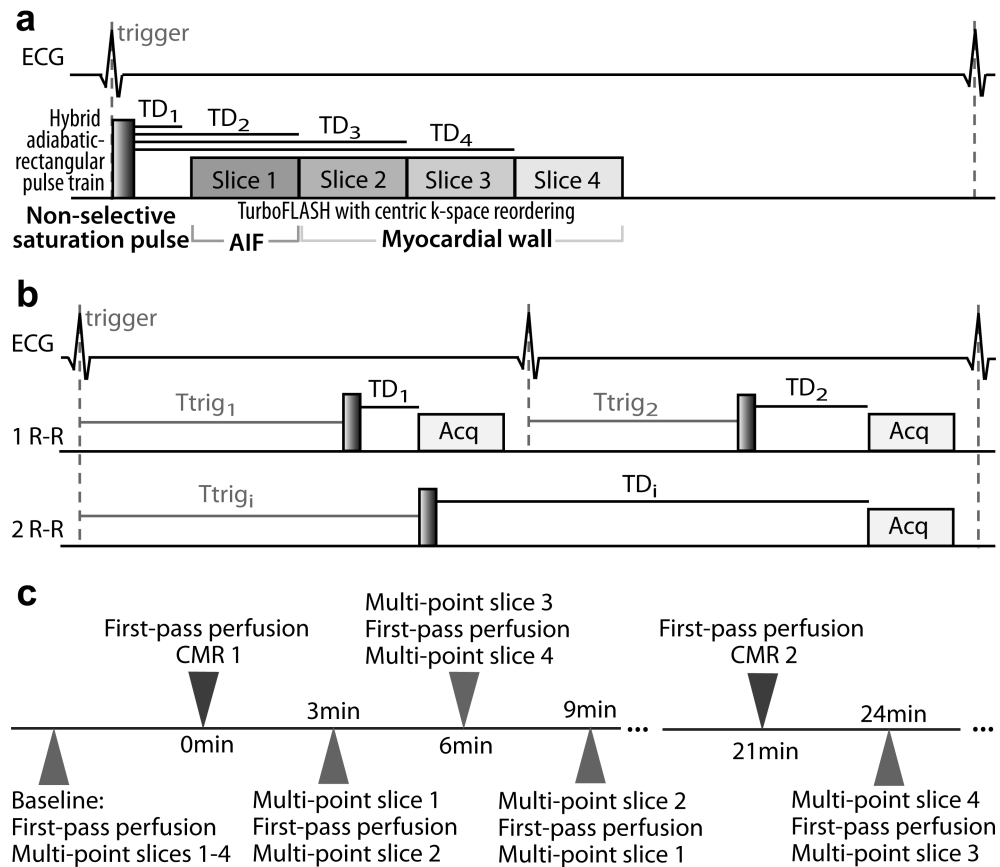 a
trigger
ECG
TD1
TD2
TD3
TD4
Hybrid
adiabatic-
rectangular
pulse train
Slice 1
Slice 2
Slice 3
Slice 4
Non-selective
saturation pulse
TurboFLASH with centric k-space reordering
AIF
Myocardial wall
b
trigger
ECG
Ttrig1
TD1
Ttrig2
TD2
1 R-R
Acq
Acq
Ttrigi
TDi
2 R-R
Acq
c
First-pass perfusion
CMR 1
Multi-point slice 3
First-pass perfusion
Multi-point slice 4
First-pass perfusion
CMR 2
3min
9min
24min
...
...
0min
6min
21min
Baseline:
First-pass perfusion
Multi-point slices 1-4
Multi-point slice 1
First-pass perfusion
Multi-point slice 2
Multi-point slice 2
First-pass perfusion
Multi-point slice 1
Multi-point slice 4
First-pass perfusion
Multi-point slice 3